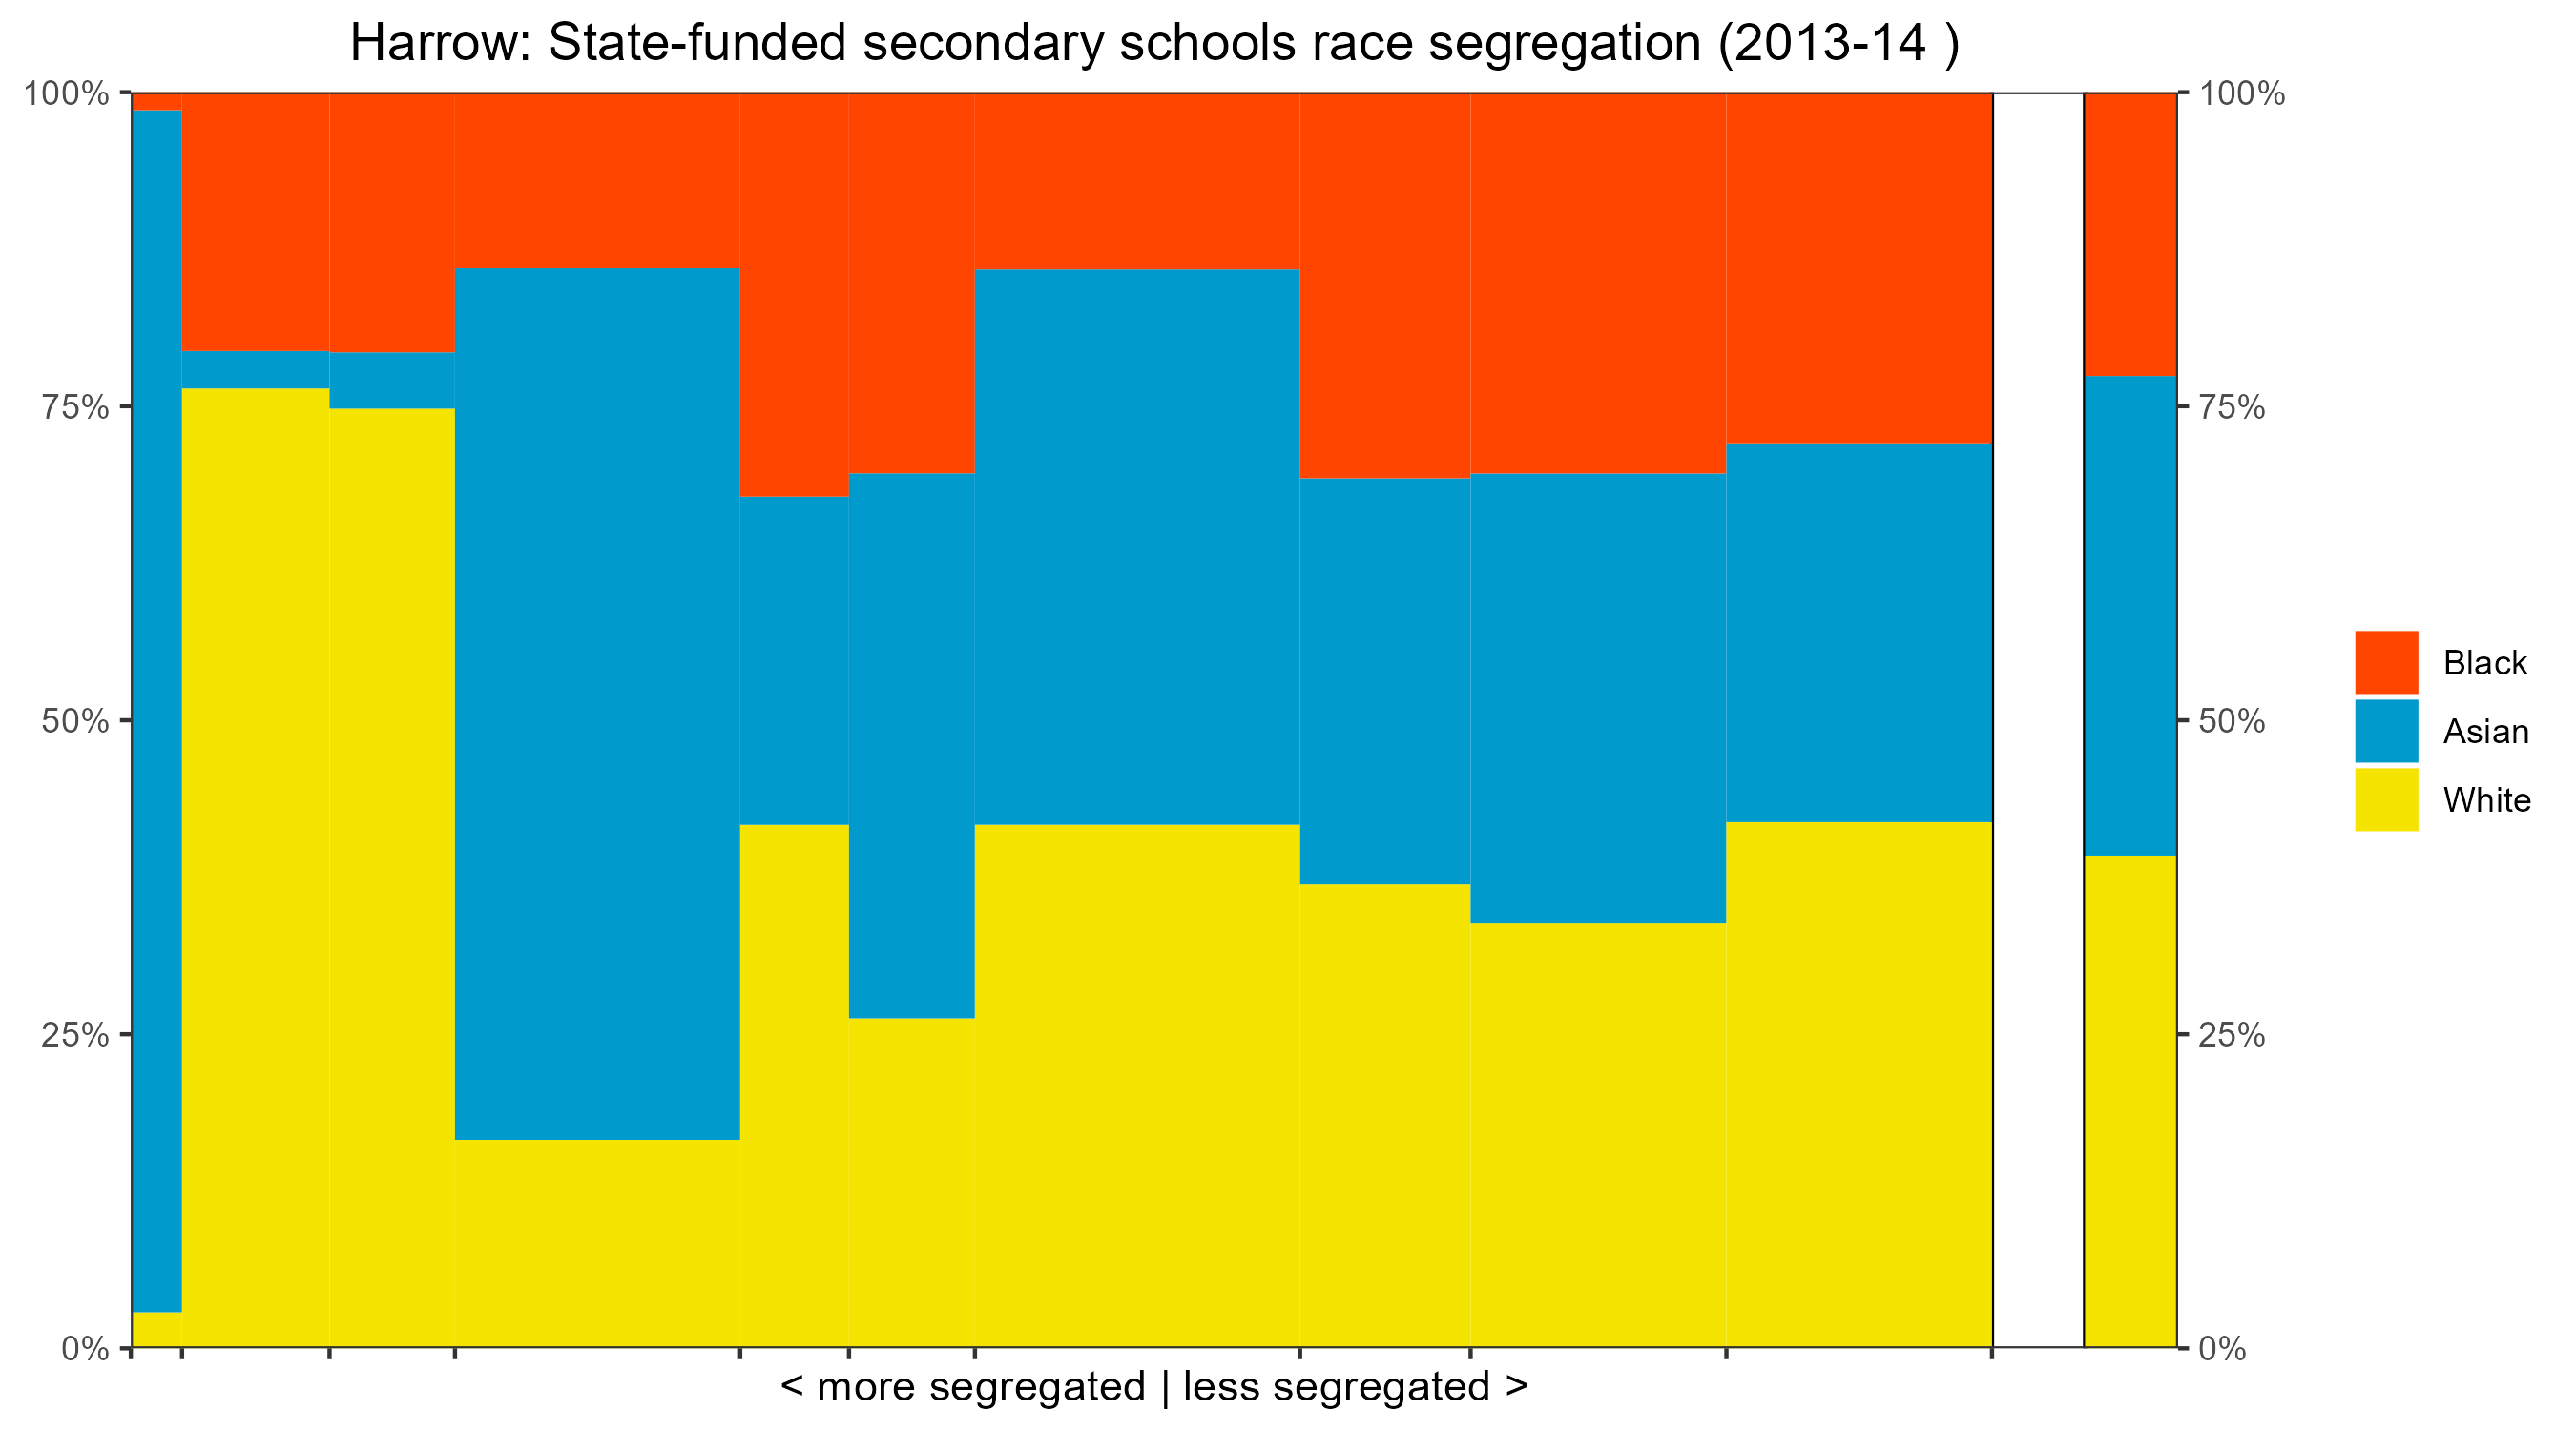 Harrow: State-funded secondary schools race segregation (2013-14 )
100%
75%
50%
25%
0%
100%
75%
50%
25%
0%
Black
Asian
White
< more segregated | less segregated >